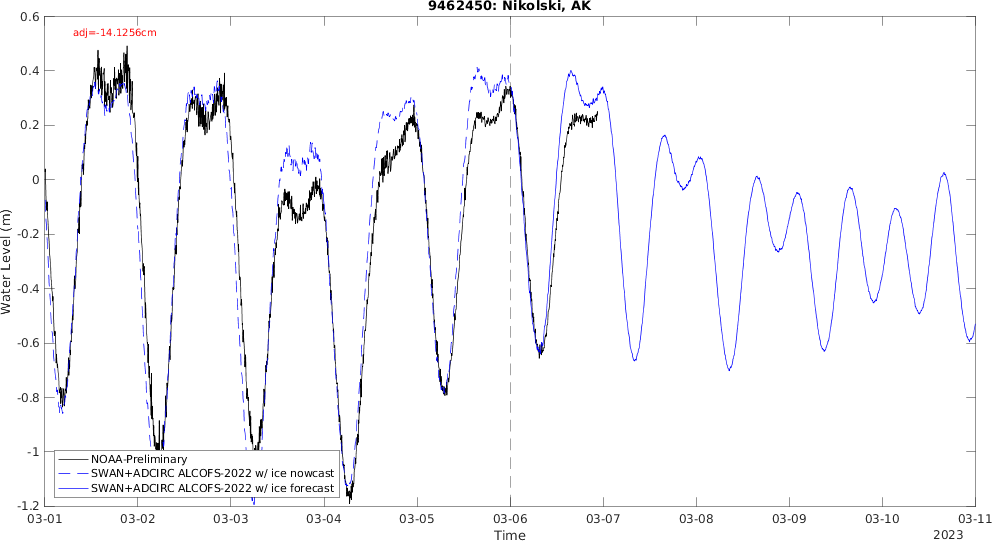 9462450: Nikolski, AK
adj=-14.1256cm
Water Level (m)
0.6
0.4
0.2
0
-0.2
-0.4
-0.6
-0.8
-1
-1.2
NOAA-Preliminary
SWAN+ADCIRC ALCOFS-2022 w/ ice nowcast
SWAN+ADCIRC ALCOFS-2022 w/ ice forecast
03-01 03-02 03-03 03-04 03-05 03-06 03-07 03-08 03-09 03-10 03-11
Time
2023